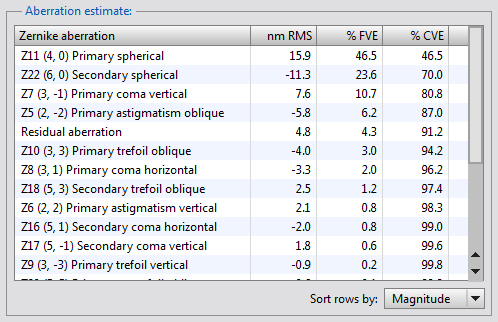 Aberration estimate:
Zernike aberration nm RMS % FVE % CVE
Z11 (4, 0) Primary spherical 15.9 46.5 46.5
Z22 (6, 0) Secondary spherical -11.3 23.6 70.0
Z7 (3, -1) Primary coma vertical 7.6 10.7 80.8
Z5 (2, -2) Primary astigmatism oblique -5.8 6.2 87.0
Residual aberration 4.8 4.3 91.2
Z10 (3, 3) Primary trefoil oblique -4.0 3.0 94.2
Z8 (3, 1) Primary coma horizontal -3.3 2.0 96.2
Z18 (5, 3) Secondary trefoil oblique 2.5 1.2 97.4
Z6 (2, 2) Primary astigmatism vertical 2.1 0.8 98.3
Z16 (5, 1) Secondary coma horizontal -2.0 0.8 99.0
Z17 (5, -1) Secondary coma vertical 1.8 0.6 99.6
Z9 (3, -3) Primary trefoil vertical -0.9 0.2 99.8
Sort rows by: Magnitude